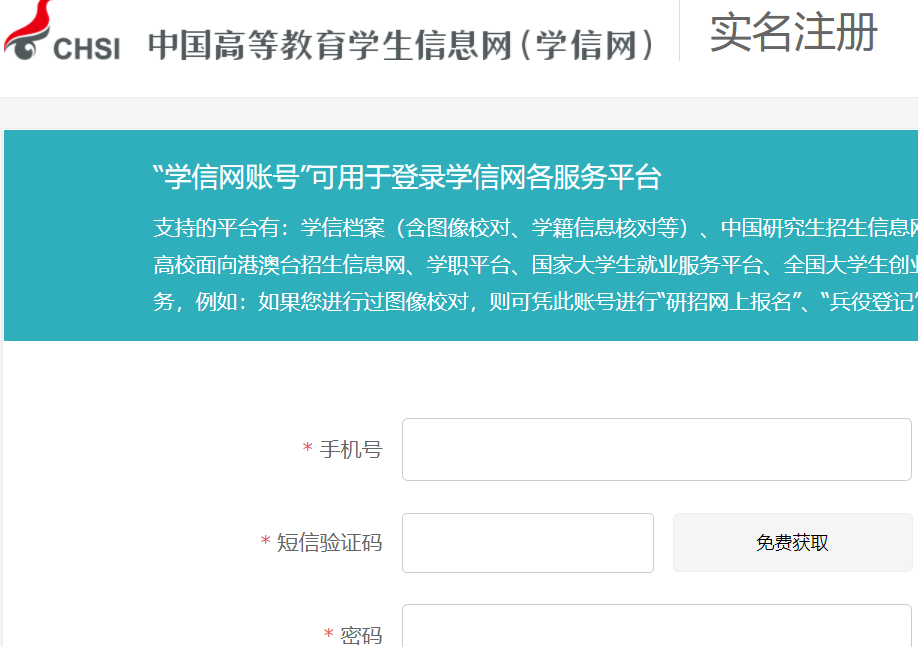 CHSI 中国高等教育学生信息网(学信网) 实名注册
“学信网账号”可用于登录学信网各服务平台
支持的平台有：学信档案（含图像校对、学籍信息核对等）、中国研究生招生信息网
高校面向港澳台招生信息网、学职平台、国家大学生就业服务平台、全国大学生创业
务，例如：如果您进行过图像校对，则可凭此账号进行“研招网上报名”、“兵役登记”
* 手机号
* 短信验证码 免费获取
* 密码